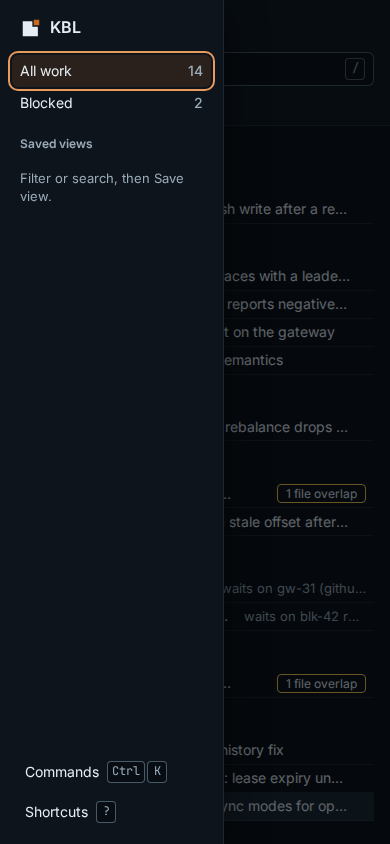 KBL
All work 14
/
Blocked 2
Saved views
Filter or search, then Save
view.
sh write after a re...
aces with a leade...
reports negative...
t on the gateway
emantics
rebalance drops ...
.. 1 file overlap
stale offset after...
waits on gw-31 (githu...
. waits on blk-42 r...
.. 1 file overlap
history fix
Commands Ctrl K
: lease expiry un...
ync modes for op...
Shortcuts ?